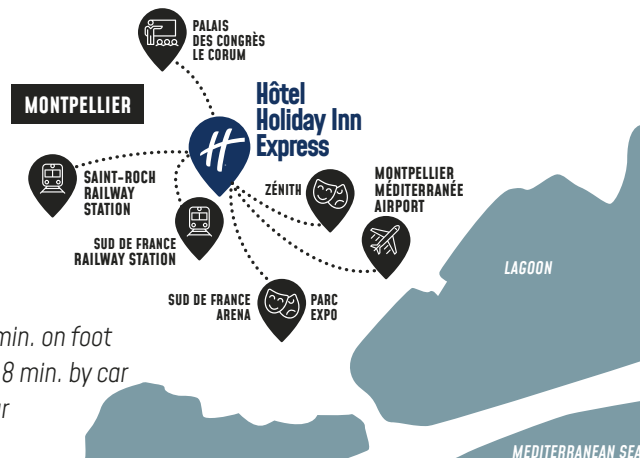 PALAIS
DES CONGRÈS
LE CORUM
MONTPELLIER
Hôtel
Holiday Inn
Express
H
SAINT-ROCH
RAILWAY
STATION
ZÉNITH
MONTPELLIER
MÉDITERRANÉE
AIRPORT
SUD DE FRANCE
RAILWAY STATION
LAGOON
SUD DE FRANCE
ARENA
PARC
EXPO
min. on foot
8 min. by car
MEDITERRANEAN SEA